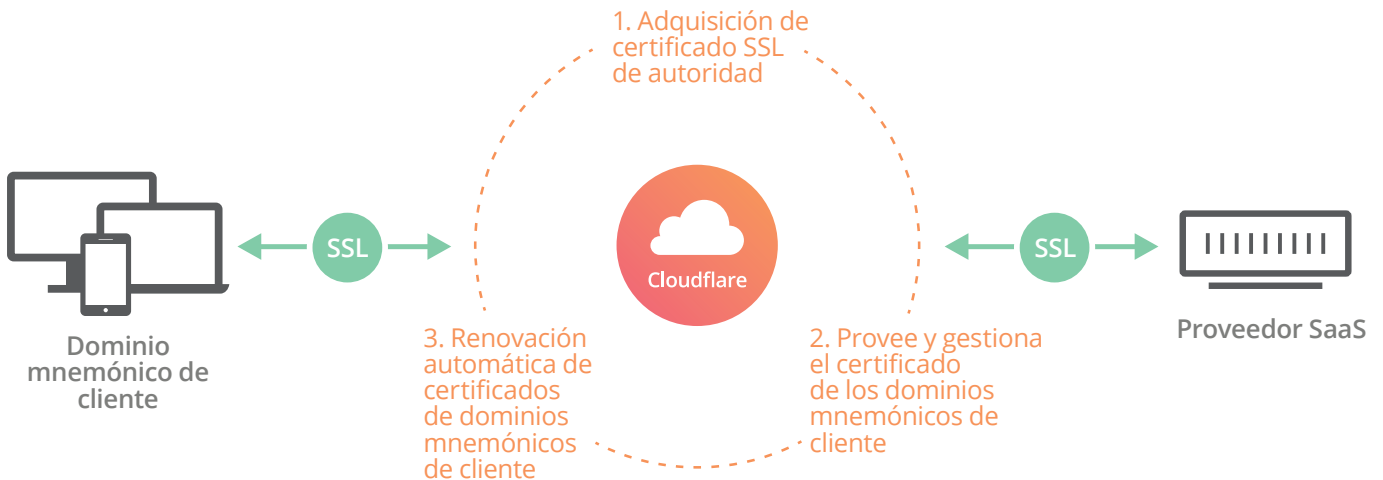 1. Adquisición de
certificado SSL
de autoridad
SSL
Cloudflare
SSL
Dominio
mnemónico de
cliente
3. Renovación
automática de
certificados
de dominios
mnemónicos
de cliente
2. Provee y gestiona
el certificado
de los dominios
mnemónicos de
cliente
Proveedor SaaS